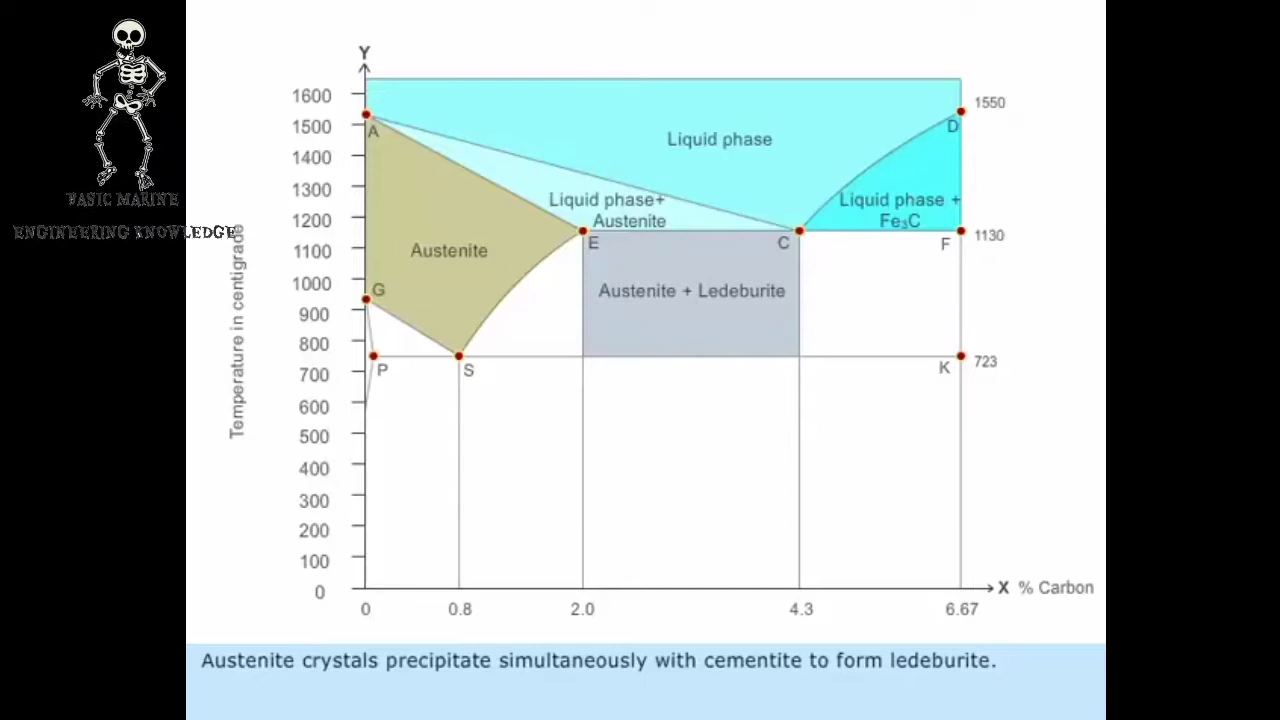 BASIC MARINE
ENGINEERING KNOWLEDGE
Y
1600
1500
1400
1300
1200
1100
1000
900
800
700
600
500
400
300
200
100
0
Temperature in centigrade
A
Liquid phase
1550
D
Liquid phase+
Austenite
Liquid phase +
Fe₃C
E
C
F
1130
Austenite
Austenite + Ledeburite
G
P
S
K
723
X % Carbon
0
0.8
2.0
4.3
6.67
Austenite crystals precipitate simultaneously with cementite to form ledeburite.